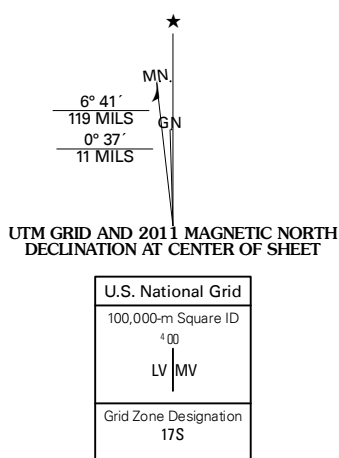 MN.
6° 41´
119 MILS
GN
0° 37´
11 MILS
UTM GRID AND 2011 MAGNETIC NORTH
DECLINATION AT CENTER OF SHEET
U.S. National Grid
100,000-m Square ID
4 00
LV MV
Grid Zone Designation
17S